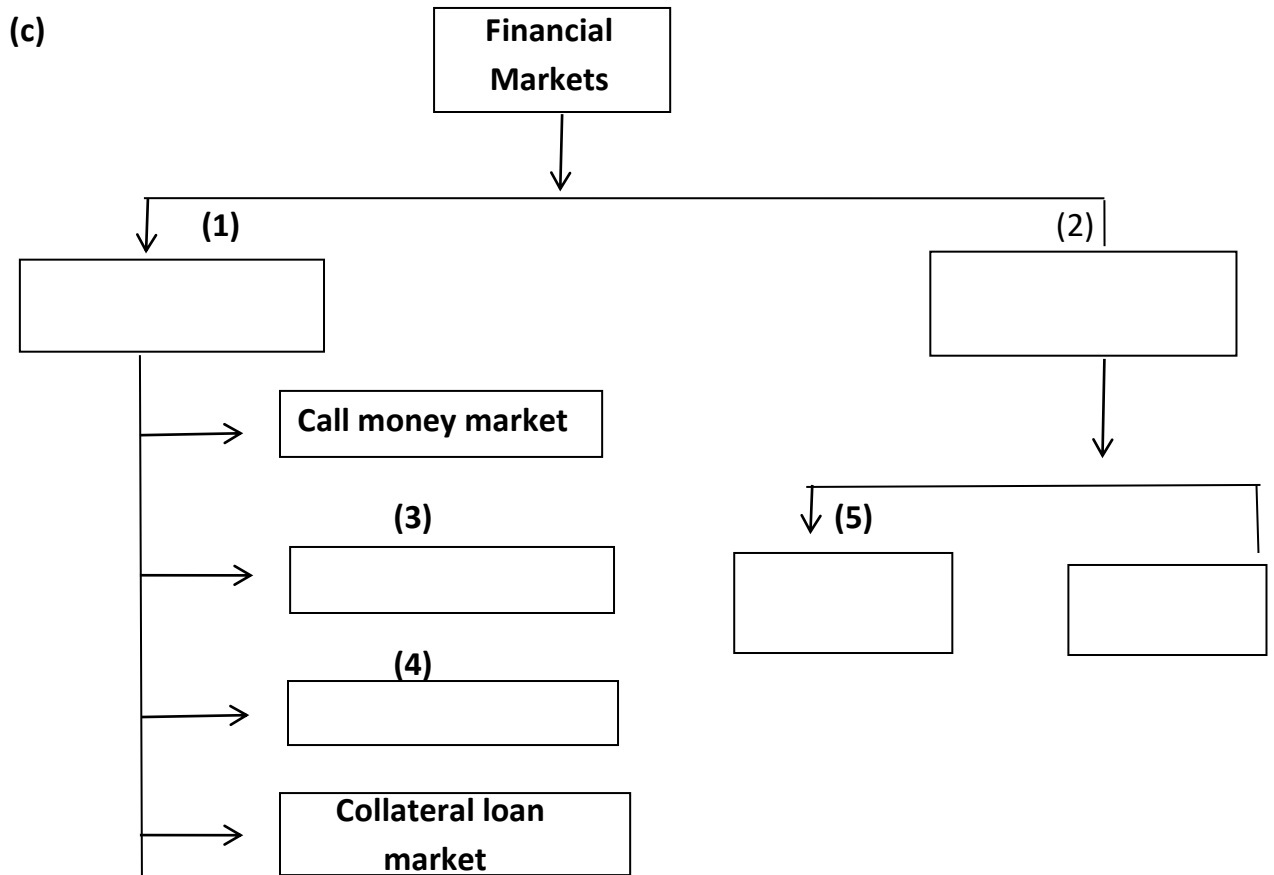 (c)
Financial
Markets
(1)
(2)
Call money market
(3)
(5)
(4)
Collateral loan
market